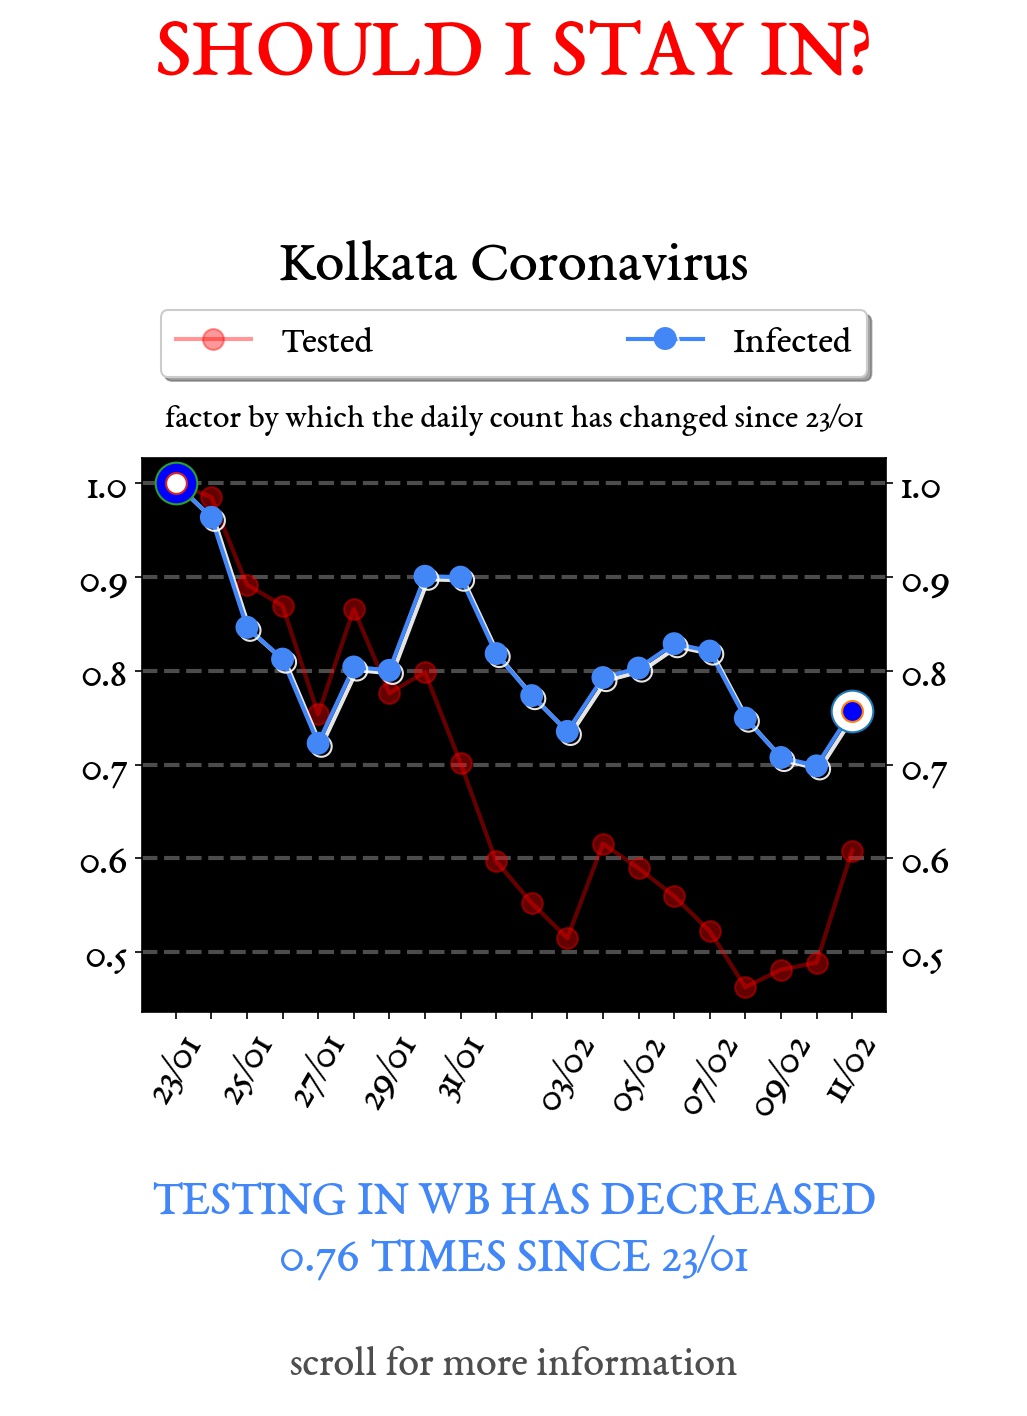 SHOULD I STAY IN?
Kolkata Coronavirus
Tested Infected
factor by which the daily count has changed since 23/01
1.0 1.0
0.9 0.9
0.8 0.8
0.7 0.7
0.6 0.6
0.5 0.5
23/01 25/01 27/01 29/01 31/01 03/02 05/02 07/02 09/02 11/02
TESTING IN WB HAS DECREASED
0.76 TIMES SINCE 23/01
scroll for more information